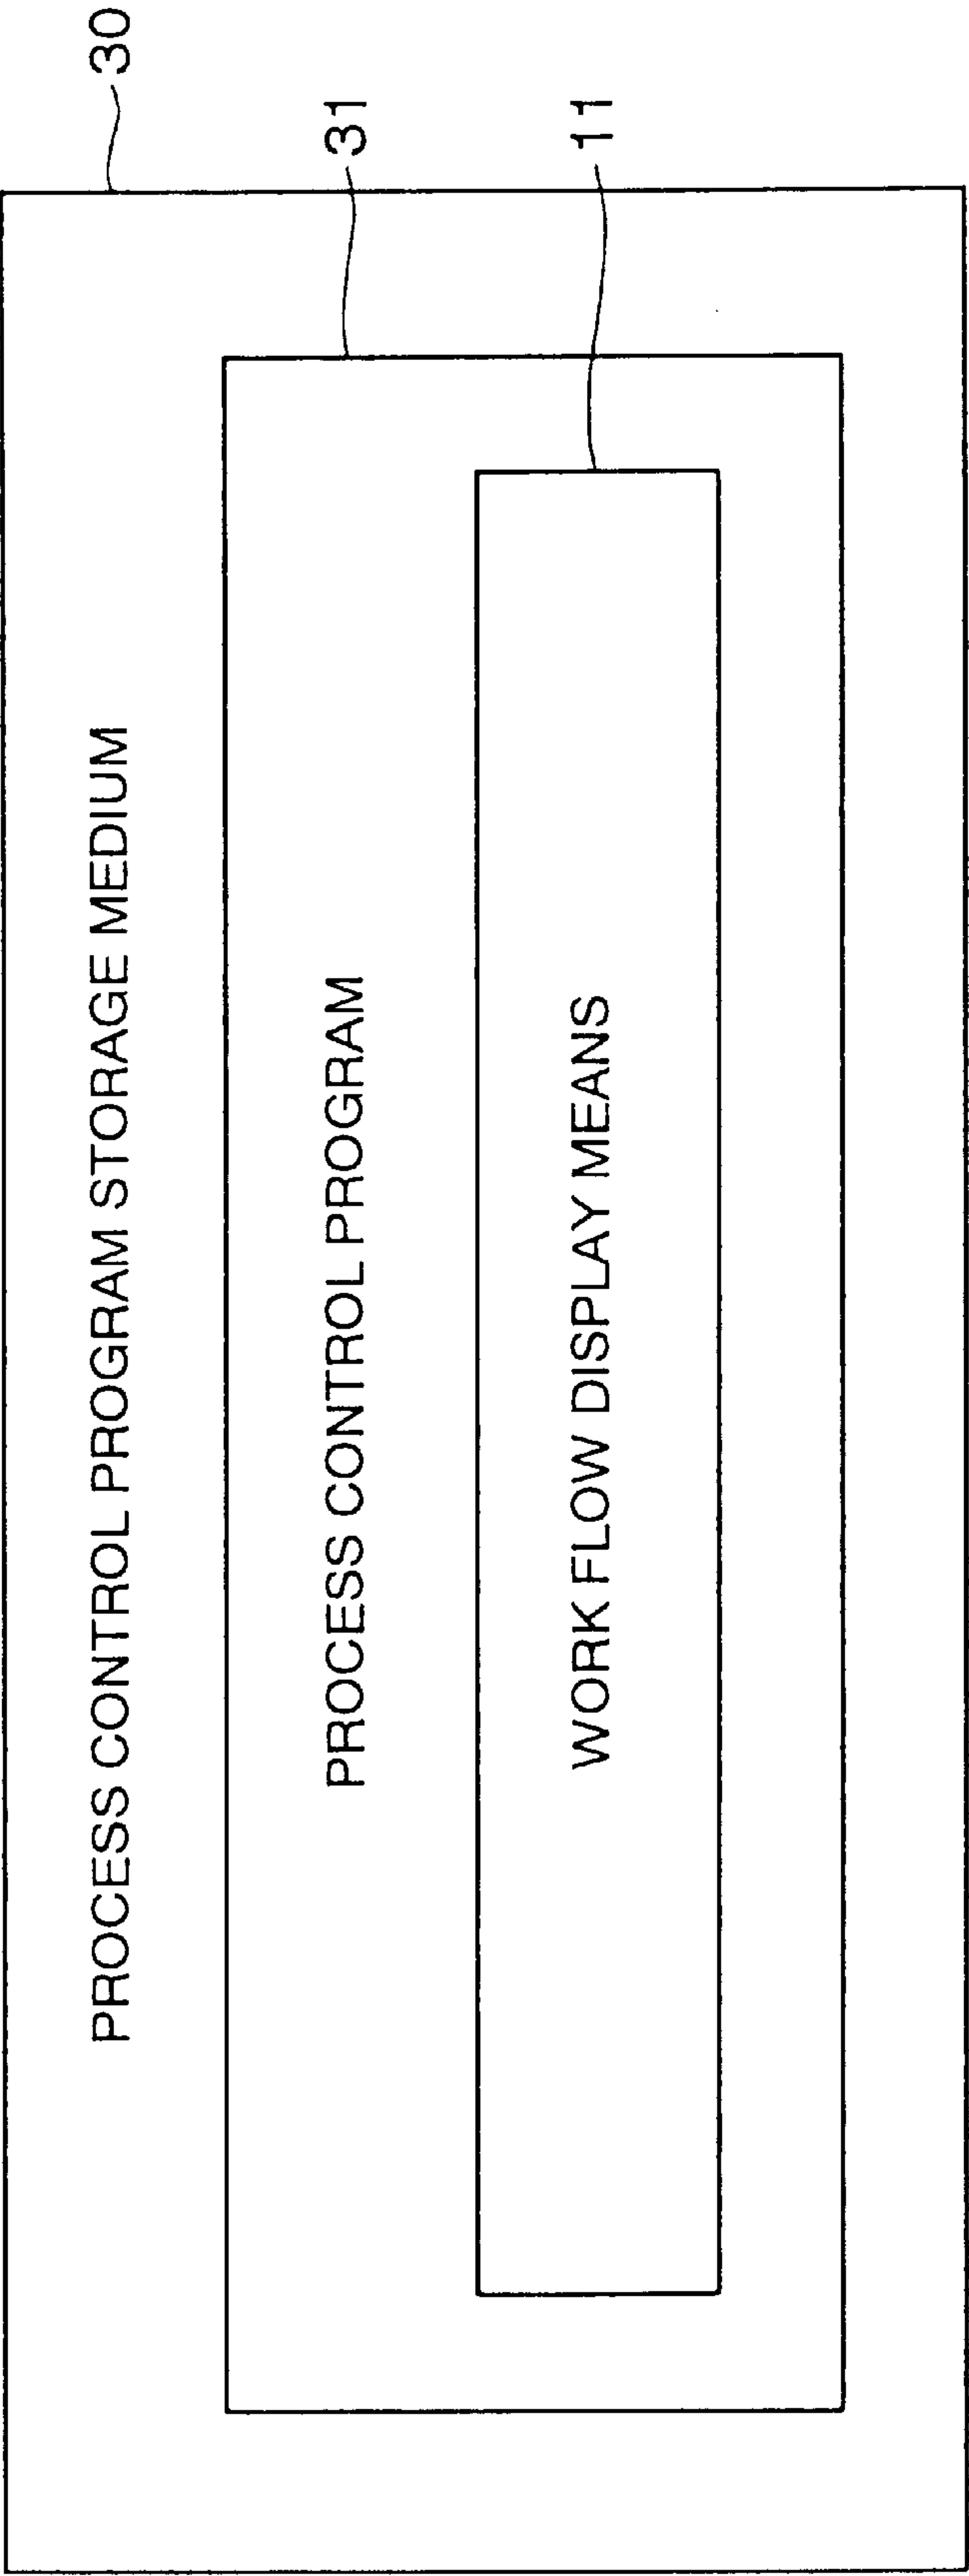 PROCESS CONTROL PROGRAM STORAGE MEDIUM
30
PROCESS CONTROL PROGRAM
31
WORK FLOW DISPLAY MEANS
11